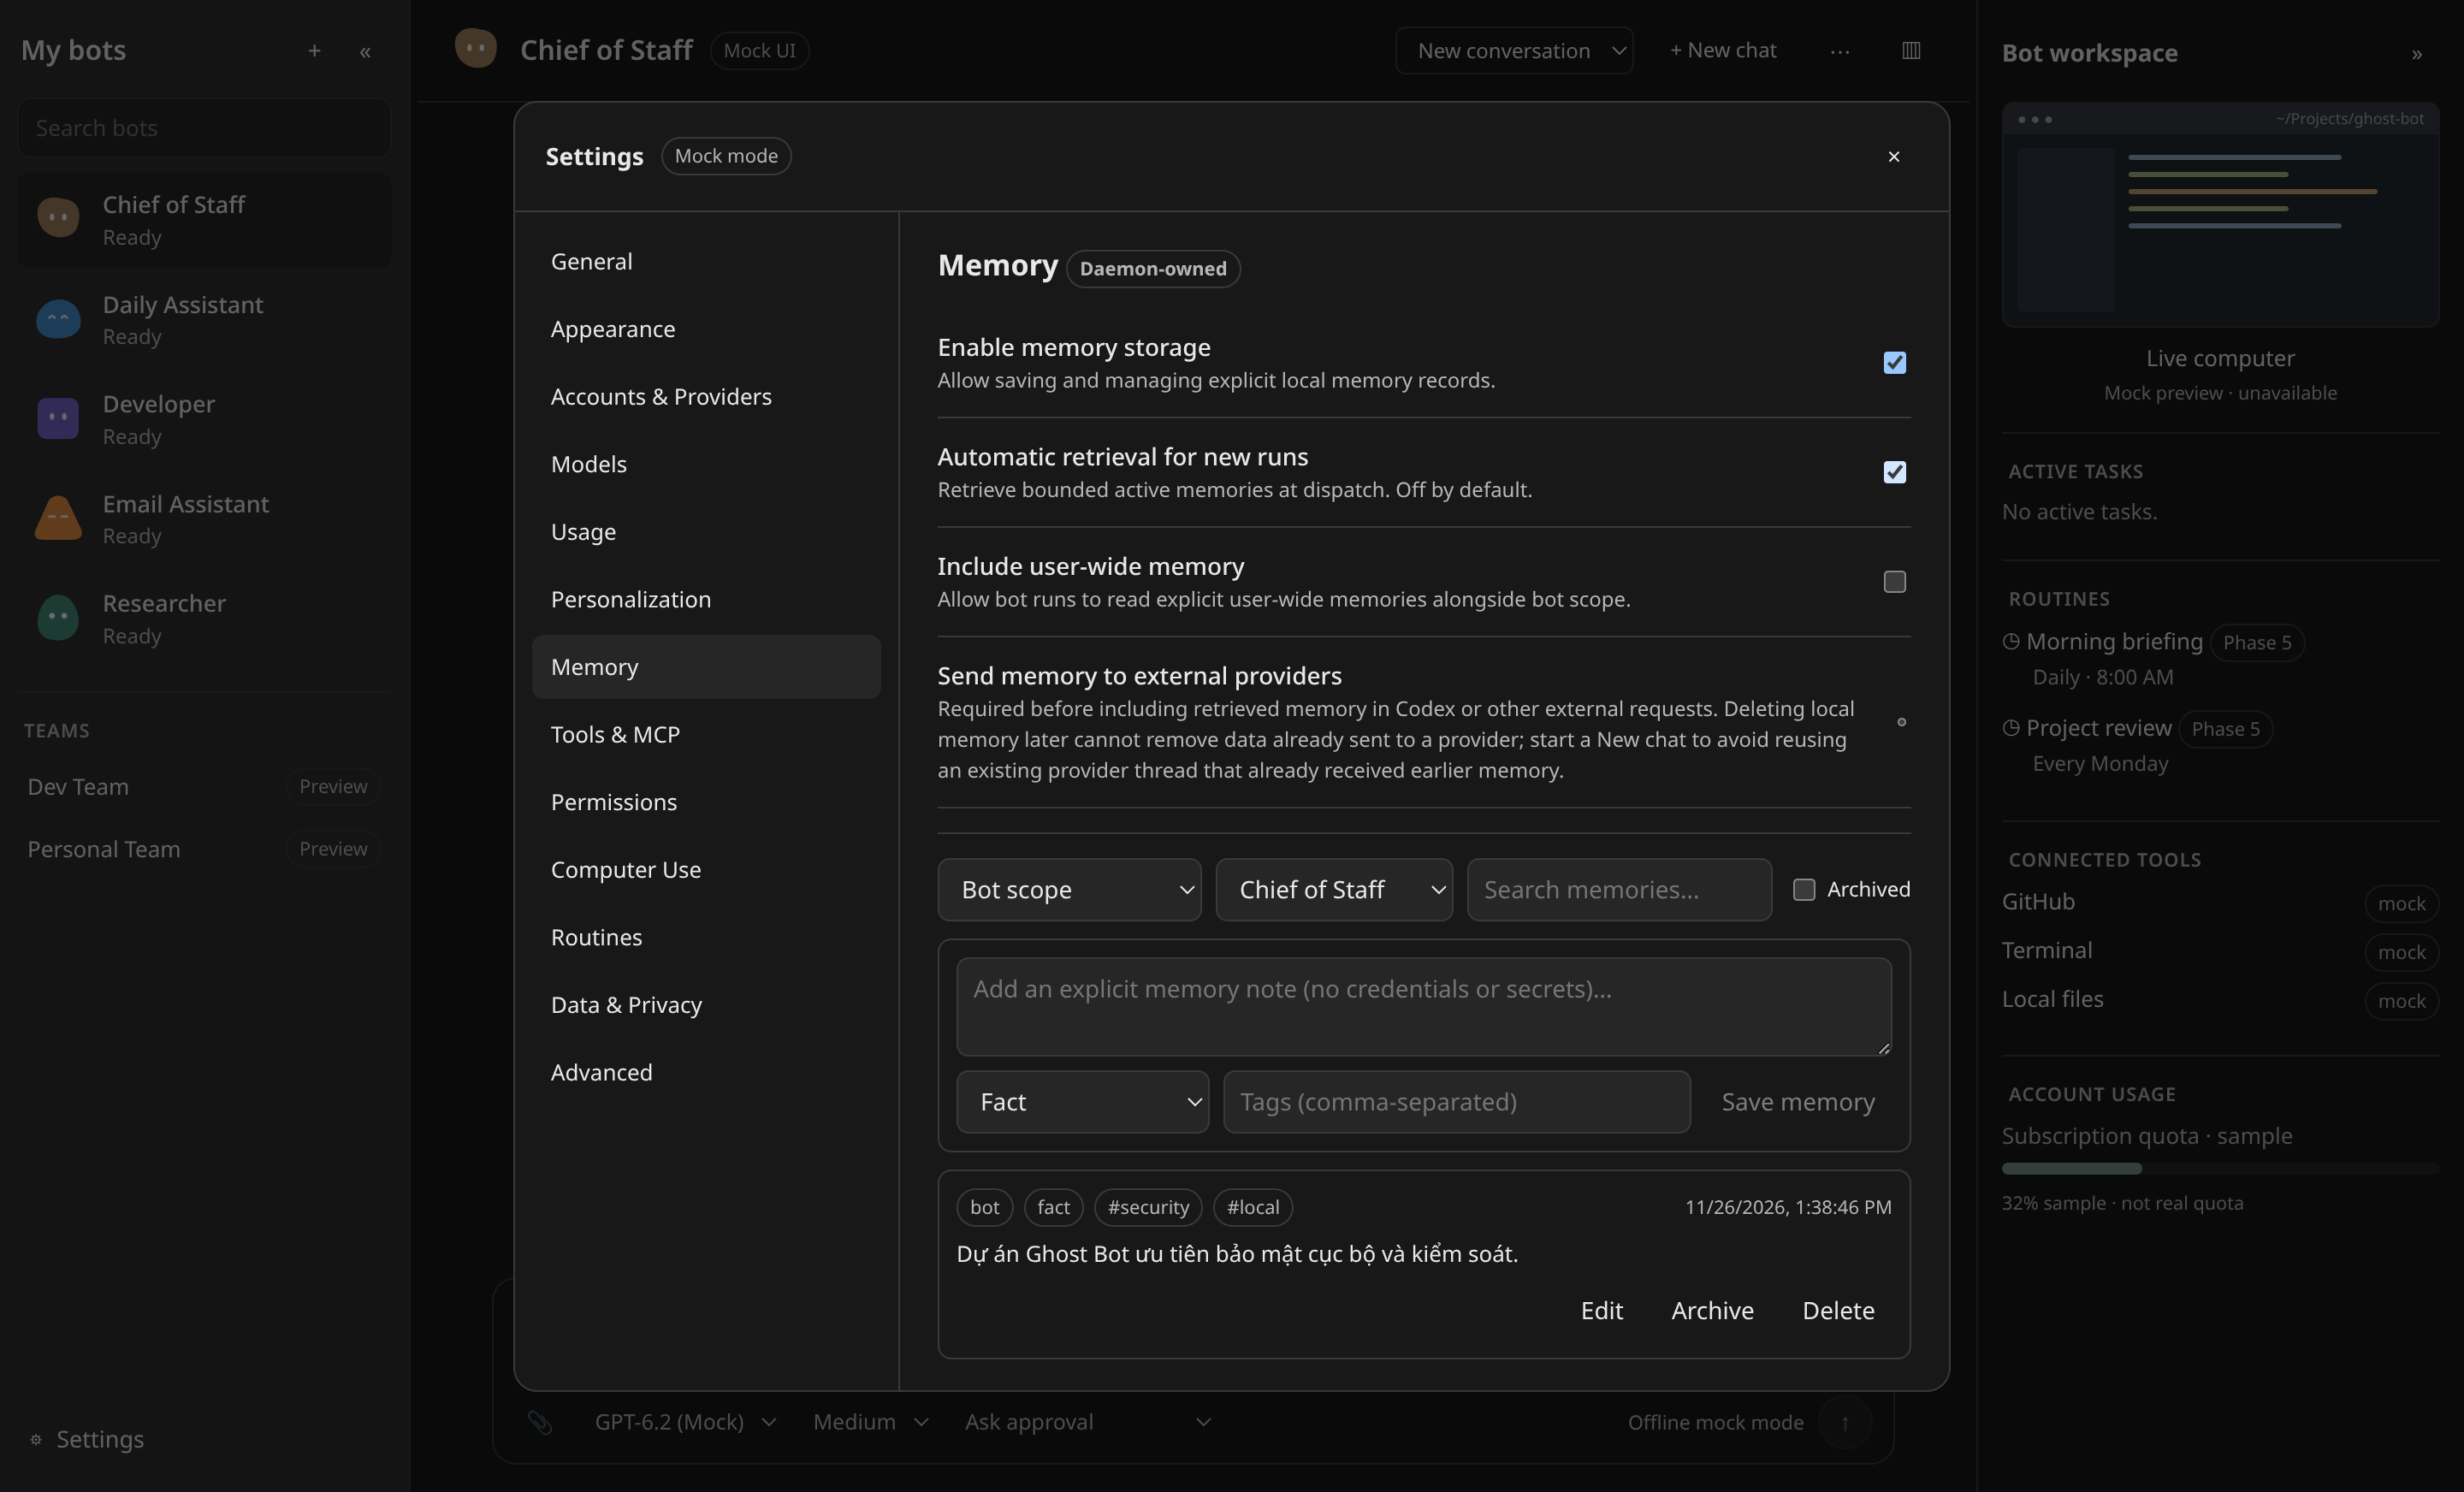 My bots + «
Search bots
Chief of Staff
Ready
Daily Assistant
Ready
Developer
Ready
Email Assistant
Ready
Researcher
Ready
TEAMS
Dev Team Preview
Personal Team Preview
Settings
Chief of Staff Mock UI New conversation + New chat ...
Settings Mock mode ×
General
Appearance
Accounts & Providers
Models
Usage
Personalization
Memory
Tools & MCP
Permissions
Computer Use
Routines
Data & Privacy
Advanced
Memory Daemon-owned
Enable memory storage
Allow saving and managing explicit local memory records.
Automatic retrieval for new runs
Retrieve bounded active memories at dispatch. Off by default.
Include user-wide memory
Allow bot runs to read explicit user-wide memories alongside bot scope.
Send memory to external providers
Required before including retrieved memory in Codex or other external requests. Deleting local
memory later cannot remove data already sent to a provider; start a New chat to avoid reusing
an existing provider thread that already received earlier memory.
Bot scope Chief of Staff Search memories... Archived
Add an explicit memory note (no credentials or secrets)...
Fact Tags (comma-separated) Save memory
bot fact #security #local 11/26/2026, 1:38:46 PM
Dự án Ghost Bot ưu tiên bảo mật cục bộ và kiểm soát.
Edit Archive Delete
GPT-6.2 (Mock) Medium Ask approval Offline mock mode ↑
Bot workspace »
~/Projects/ghost-bot
Live computer
Mock preview · unavailable
ACTIVE TASKS
No active tasks.
ROUTINES
Morning briefing Phase 5
Daily · 8:00 AM
Project review Phase 5
Every Monday
CONNECTED TOOLS
GitHub mock
Terminal mock
Local files mock
ACCOUNT USAGE
Subscription quota · sample
32% sample · not real quota